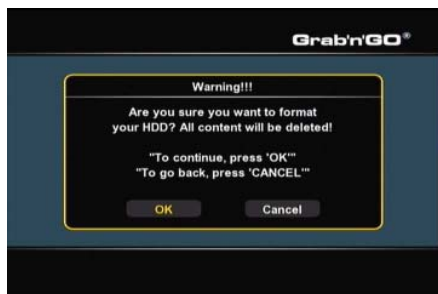 Grab'n'GO®
Warning!!!
Are you sure you want to format
your HDD? All content will be deleted!
"To continue, press 'OK'"
"To go back, press 'CANCEL'"
OK Cancel